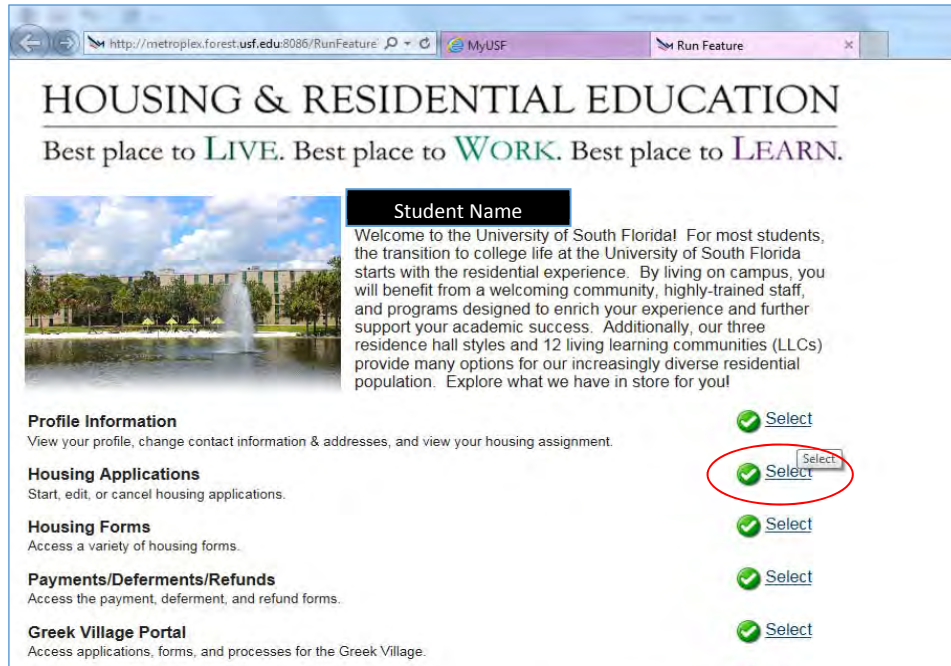 http://metroplex.forest.usf.edu:8086/RunFeature
MyUSF
Run Feature
HOUSING & RESIDENTIAL EDUCATION
Best place to LIVE. Best place to WORK. Best place to LEARN.
Student Name
Welcome to the University of South Florida! For most students,
the transition to college life at the University of South Florida
starts with the residential experience. By living on campus, you
will benefit from a welcoming community, highly-trained staff,
and programs designed to enrich your experience and further
support your academic success. Additionally, our three
residence hall styles and 12 living learning communities (LLCs)
provide many options for our increasingly diverse residential
population. Explore what we have in store for you!
Profile Information
Select
View your profile, change contact information & addresses, and view your housing assignment.
Housing Applications
Select
Select
Start, edit, or cancel housing applications.
Housing Forms
Select
Access a variety of housing forms.
Payments/Deferments/Refunds
Select
Access the payment, deferment, and refund forms.
Greek Village Portal
Select
Access applications, forms, and processes for the Greek Village.